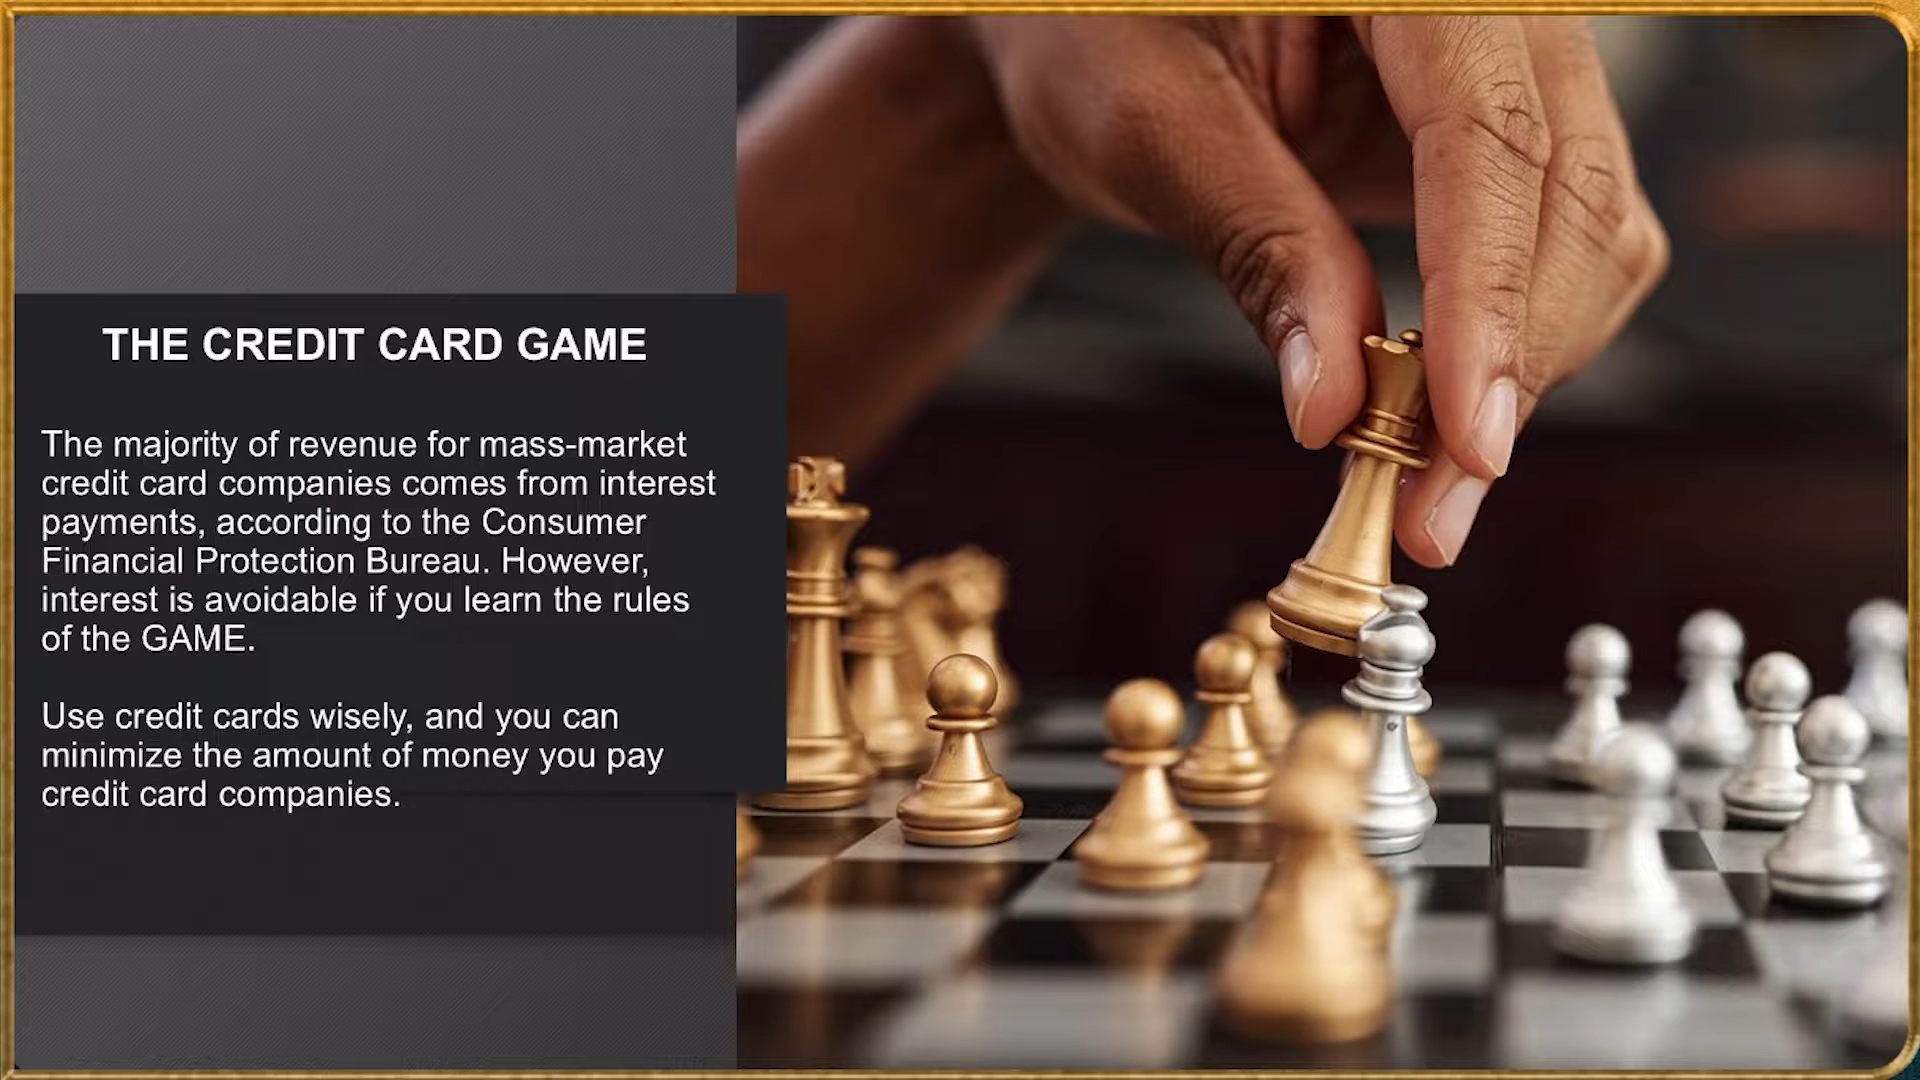 THE CREDIT CARD GAME
The majority of revenue for mass-market
credit card companies comes from interest
payments, according to the Consumer
Financial Protection Bureau. However,
interest is avoidable if you learn the rules
of the GAME.
Use credit cards wisely, and you can
minimize the amount of money you pay
credit card companies.